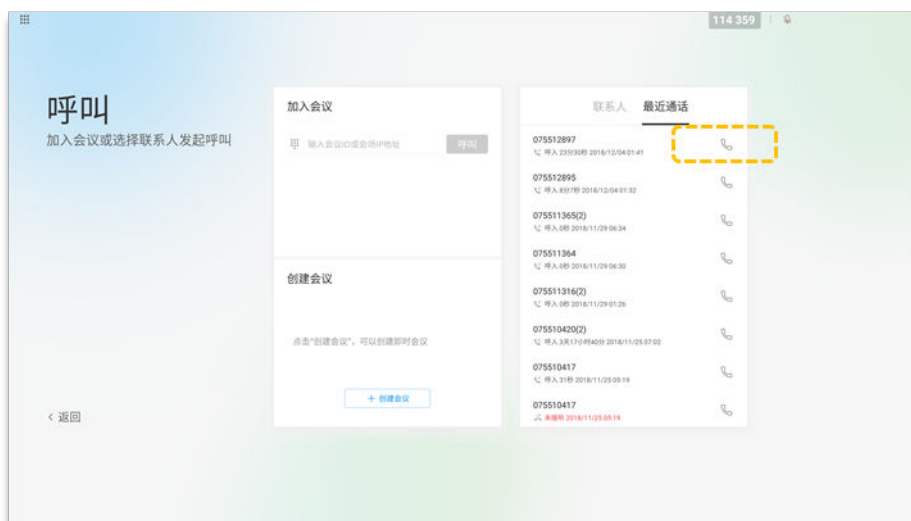 114 359
呼叫
加入会议或选择联系人发起呼叫
加入会议
输入会议ID或会场IP地址
呼叫
创建会议
点击“创建会议”，可以创建即时会议
+ 创建会议
< 返回
联系人 最近通话
075512897
呼入 23分30秒 2018/12/04 01:41
075512895
呼入 8分7秒 2018/12/04 01:32
075511365(2)
呼入 0秒 2018/11/29 06:34
075511364
呼入 0秒 2018/11/29 06:30
075511316(2)
呼入 0秒 2018/11/29 01:26
075510420(2)
呼入 3天17小时40分 2018/11/25 07:02
075510417
呼入 31秒 2018/11/25 05:19
075510417
未接听 2018/11/25 05:19